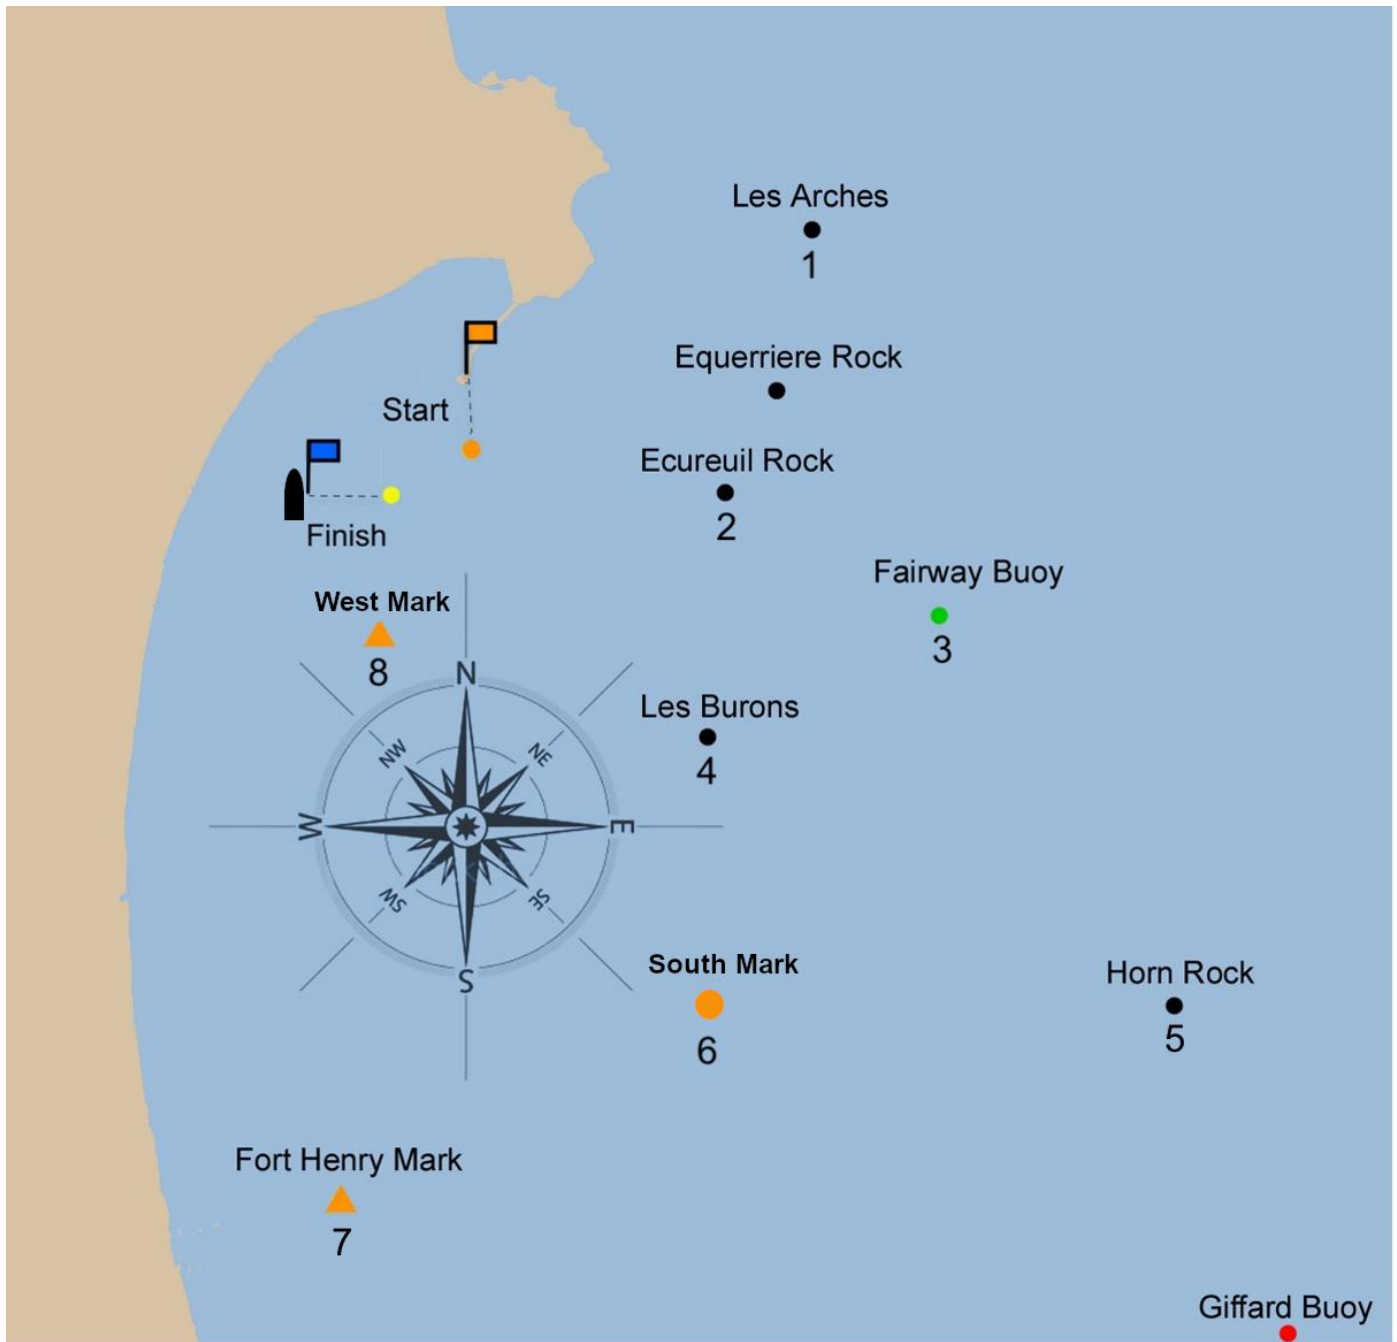 Les Arches
1
Equerriere Rock
Start
Ecureuil Rock
2
Finish
Fairway Buoy
3
West Mark
8
N
Les Burons
4
NW
NE
W
E
SW
SE
S
South Mark
6
Horn Rock
5
Fort Henry Mark
7
Giffard Buoy